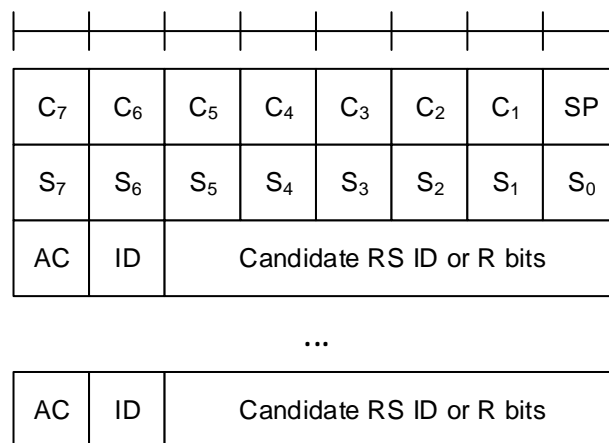 C₇ C₆ C₅ C₄ C₃ C₂ C₁ SP
S₇ S₆ S₅ S₄ S₃ S₂ S₁ S₀
AC ID Candidate RS ID or R bits
...
AC ID Candidate RS ID or R bits